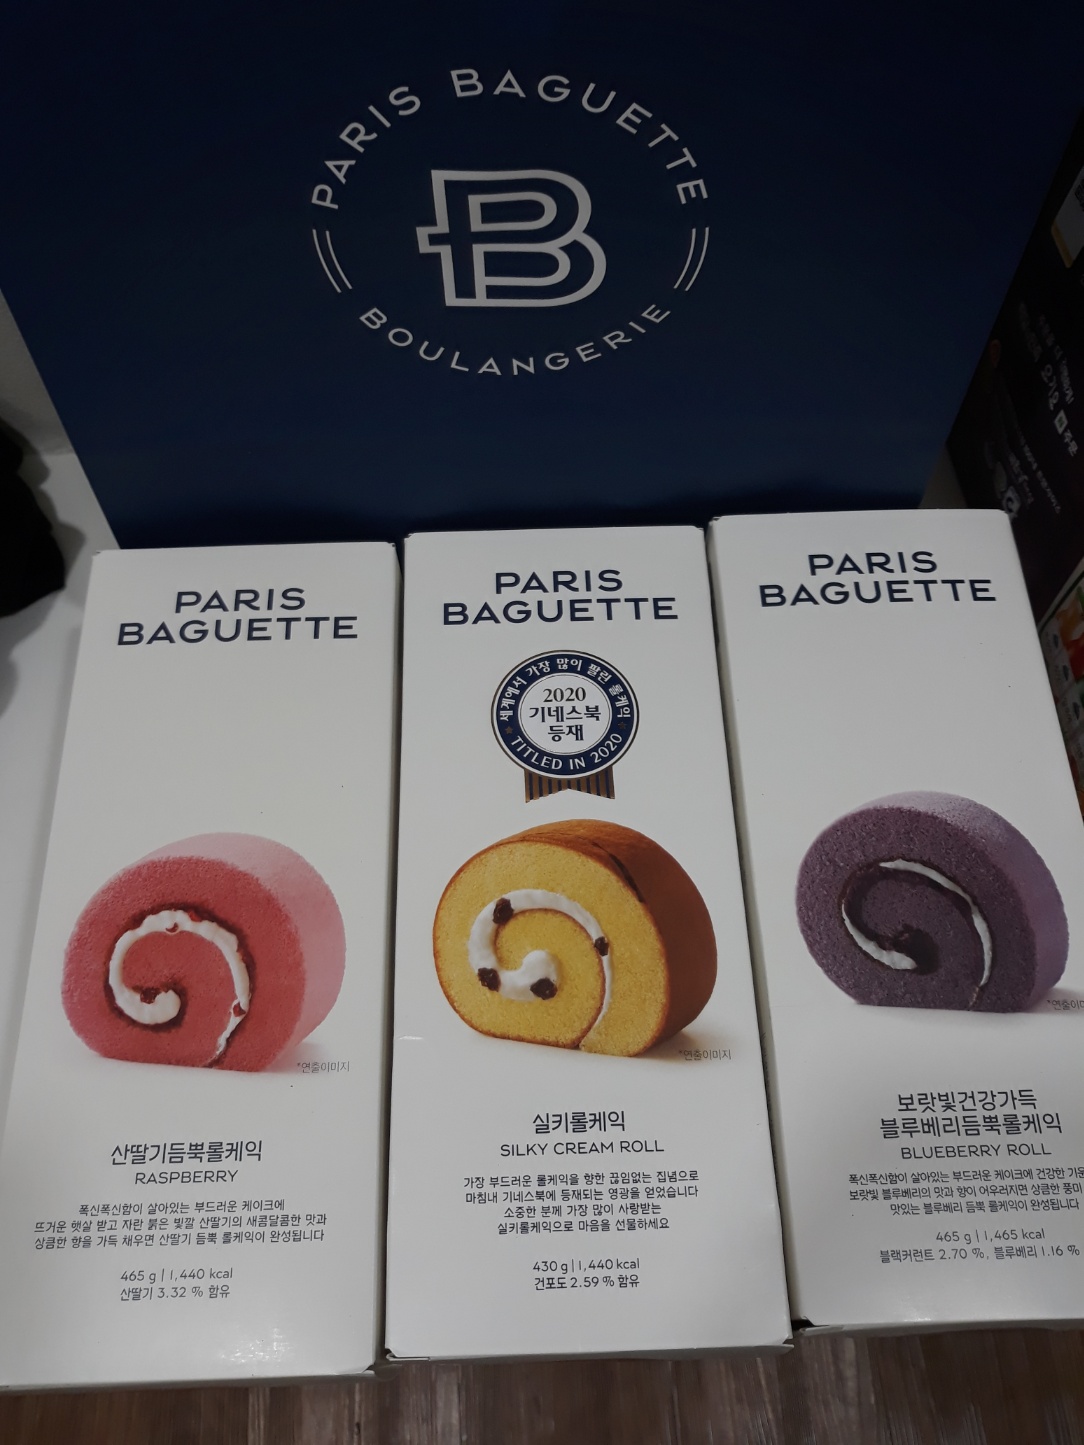 PARIS BAGUETTE
B
BOULANGERIE
PARIS
BAGUETTE
*연출이미지
산딸기듬뿍롤케익
RASPBERRY
폭신폭신함이 살아있는 부드러운 케이크에
뜨거운 햇살 받고 자란 붉은 빛깔 산딸기의 새콤달콤한 맛과
상큼한 향을 가득 채우면 산딸기 듬뿍 롤케익이 완성됩니다
465 g | 1,440 kcal
산딸기 3.32 % 함유
PARIS
BAGUETTE
세계에서 가장 많이 팔린 롤케익
2020
기네스북
등재
TITLED IN 2020
*연출이미지
실키롤케익
SILKY CREAM ROLL
가장 부드러운 롤케익을 향한 끊임없는 집념으로
마침내 기네스북에 등재되는 영광을 얻었습니다
소중한 분께 가장 많이 사랑받는
실키롤케익으로 마음을 선물하세요
430 g | 1,440 kcal
건포도 2.59 % 함유
PARIS
BAGUETTE
*연출이미
보랏빛건강가득
블루베리듬뿍롤케익
BLUEBERRY ROLL
폭신폭신함이 살아있는 부드러운 케이크에 건강한 기운
보랏빛 블루베리의 맛과 향이 어우러지면 상큼한 풍미
맛있는 블루베리 듬뿍 롤케익이 완성됩니다
465 g | 1,465 kcal
블랙커런트 2.70 %, 블루베리 1.16 %
요기요
주문